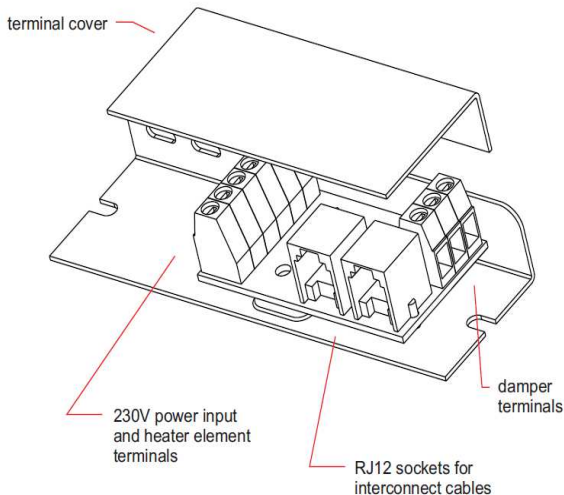 terminal cover
230V power input
and heater element
terminals
RJ12 sockets for
interconnect cables
damper
terminals